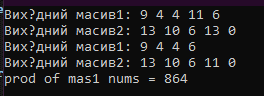 Вих?дний масив1: 9 4 4 11 6
Вих?дний масив2: 13 10 6 13 0
Вих?дний масив1: 9 4 4 6
Вих?дний масив2: 13 10 6 11 0
prod of mas1 nums = 864